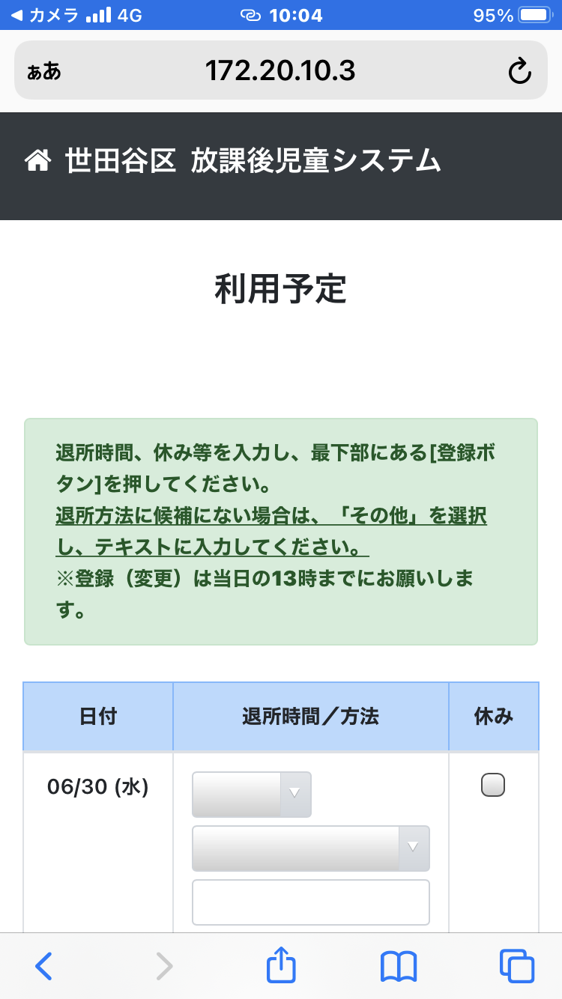 カメラ 4G 10:04 95%
ぁあ 172.20.10.3
世田谷区 放課後児童システム
利用予定
退所時間、休み等を入力し、最下部にある[登録ボ
タン]を押してください。
退所方法に候補にない場合は、「その他」を選択
し、テキストに入力してください。
※登録（変更）は当日の13時までにお願いしま
す。
日付 退所時間／方法 休み
06/30 (水)